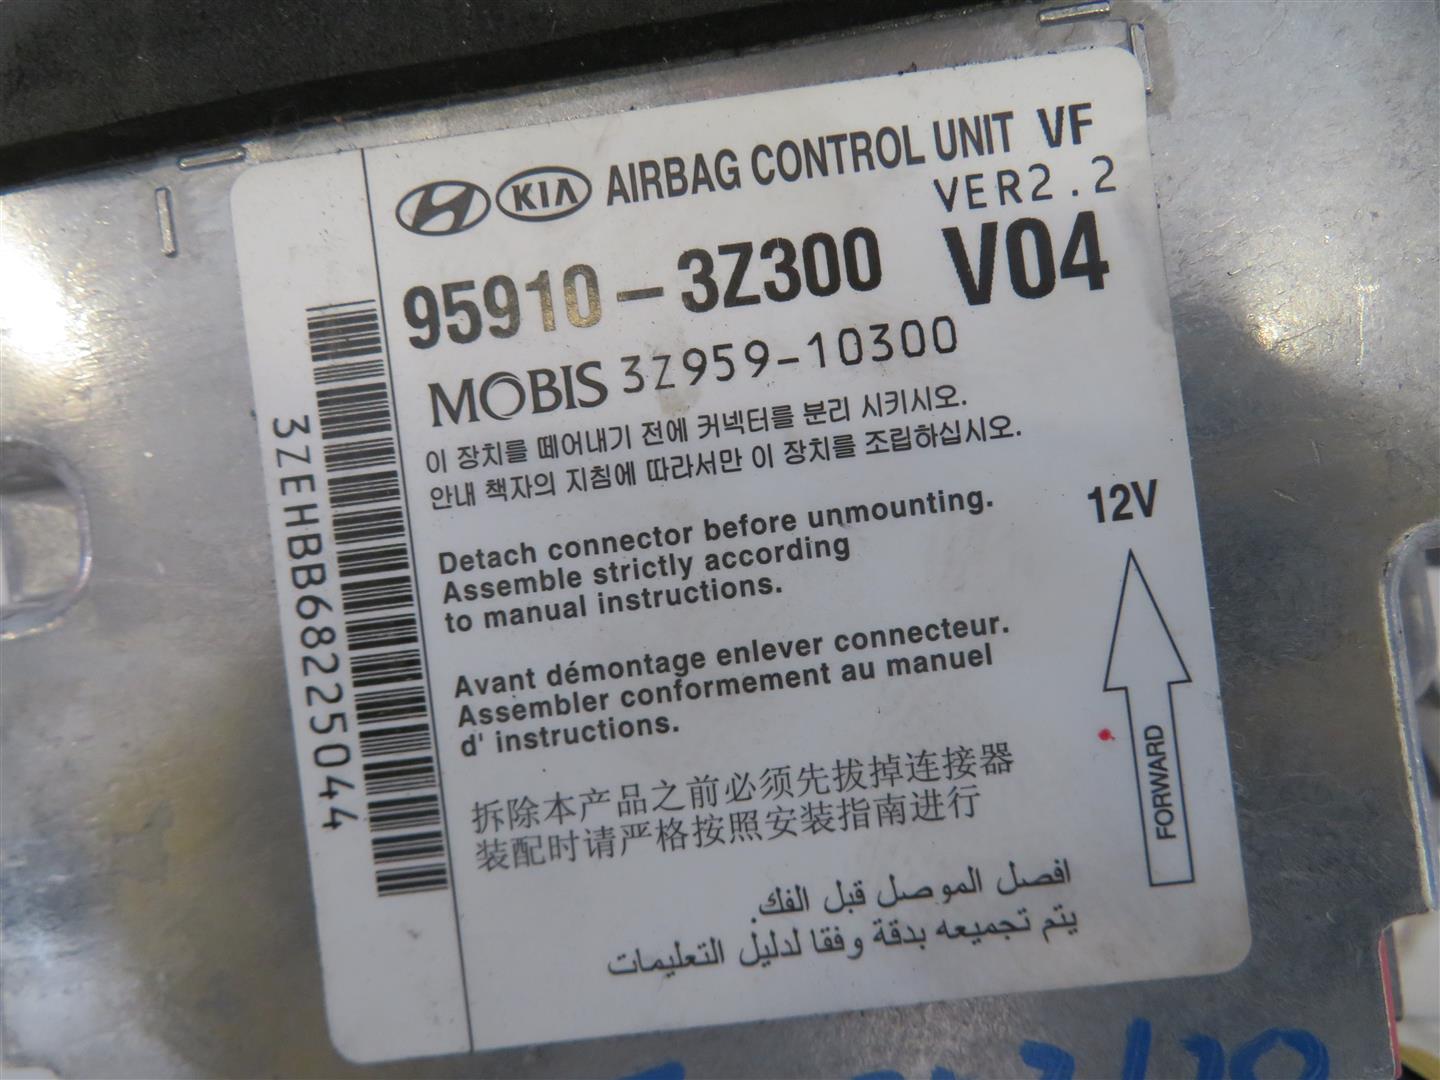 KIA AIRBAG CONTROL UNIT VF
VER2.2
95910-3Z300 V04
MOBIS 3Z959-10300
이 장치를 떼어내기 전에 커넥터를 분리 시키시오.
안내 책자의 지침에 따라서만 이 장치를 조립하십시오.
Detach connector before unmounting.
Assemble strictly according
to manual instructions.
12V
Avant démontage enlever connecteur.
Assembler conformement au manuel
d' instructions.
FORWARD
拆除本产品之前必须先拔掉连接器
装配时请严格按照安装指南进行
افصل الموصل قبل الفك.
يتم تجميعه بدقة وفقا لدليل التعليمات
3ZEHBB68225044